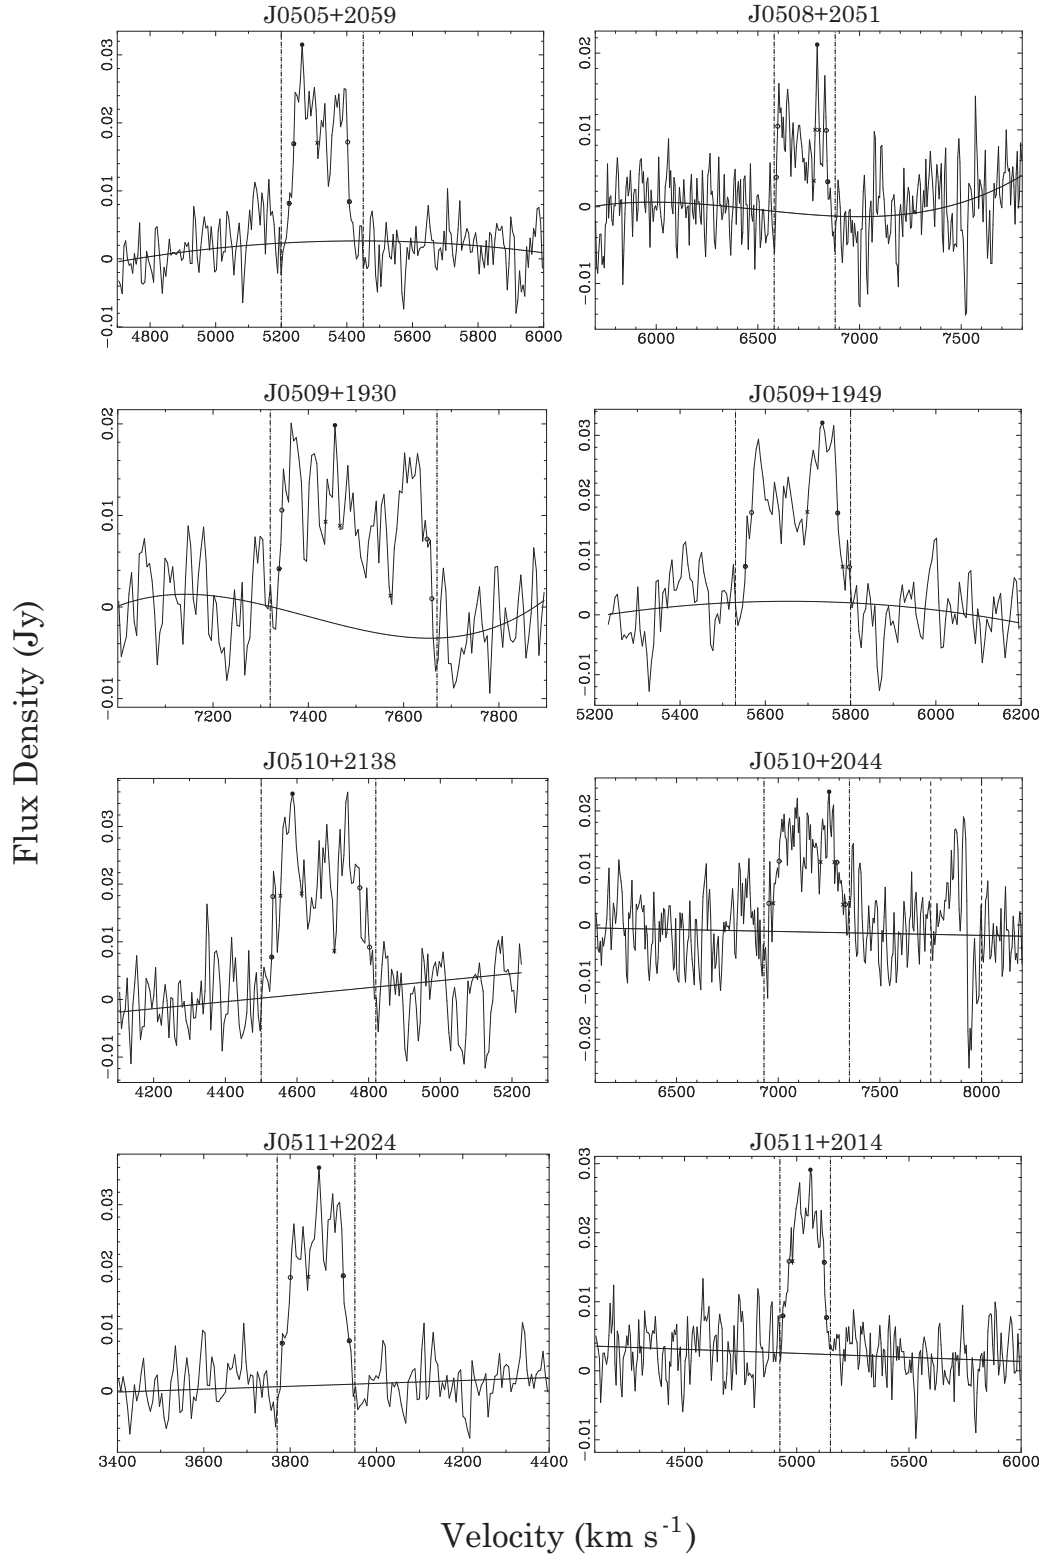 J0505+2059
J0508+2051
0.03
0.02
0.01
0
−0.01
4800 5000 5200 5400 5600 5800 6000
0.02
0.01
0
−0.01
6000 6500 7000 7500
J0509+1930
J0509+1949
0.02
0.01
0
−0.01
7200 7400 7600 7800
0.03
0.02
0.01
0
−0.01
5200 5400 5600 5800 6000 6200
J0510+2138
J0510+2044
0.03
0.02
0.01
0
−0.01
4200 4400 4600 4800 5000 5200
0.02
0.01
0
−0.01
−0.02
6500 7000 7500 8000
J0511+2024
J0511+2014
0.03
0.02
0.01
0
3400 3600 3800 4000 4200 4400
0.03
0.02
0.01
0
−0.01
4500 5000 5500 6000
Flux Density (Jy)
Velocity (km s-1)